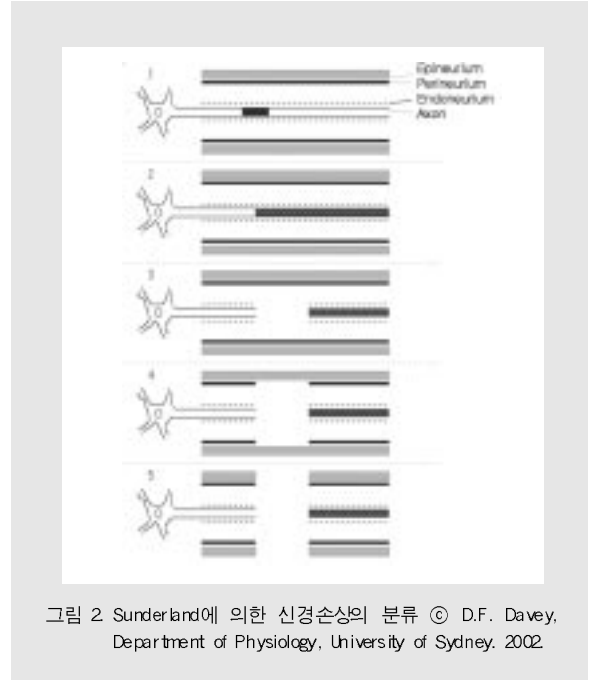 1
Epineurium
Perineurium
Endoneurium
Axon
2
3
4
5
그림 2. Sunderland에 의한 신경손상의 분류 ⓒ D.F. Davey,
Department of Physiology, University of Sydney. 2002.